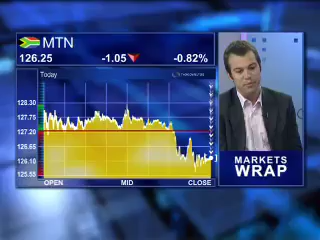 MTN
126.25 -1.05 -0.82%
Today
128.30
127.75
127.20
126.65
126.10
125.55
OPEN MID CLOSE
MARKETS
WRAP